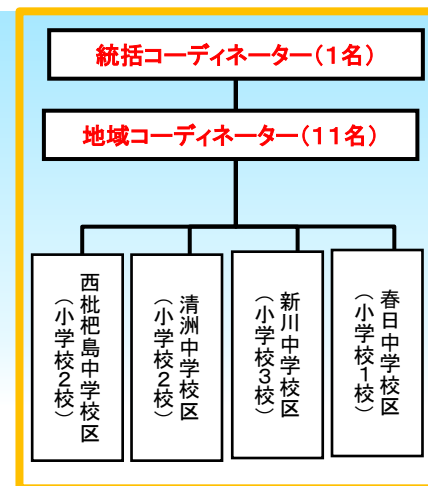 統括コーディネーター(1名)
地域コーディネーター(11名)
西枇杷島中学校区
(小学校2校)
清洲中学校区
(小学校2校)
新川中学校区
(小学校3校)
春日中学校区
(小学校1校)